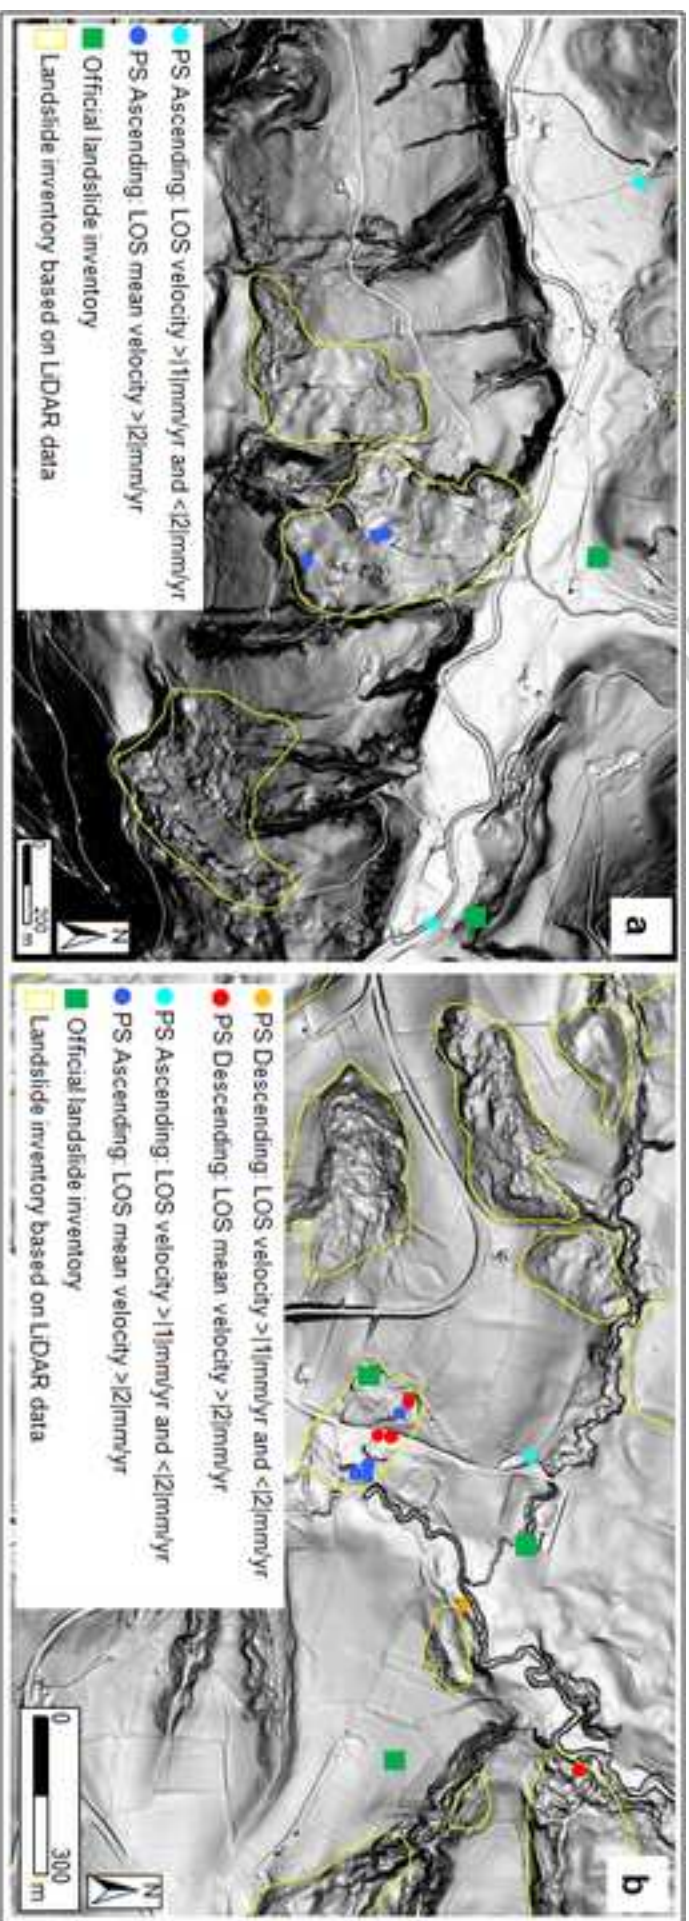 a
PS Ascending: LOS velocity >|1|mm/yr and <|2|mm/yr
PS Ascending: LOS mean velocity >|2|mm/yr
Official landslide inventory
Landslide inventory based on LiDAR data
N
0 200
m
b
PS Descending: LOS velocity >|1|mm/yr and <|2|mm/yr
PS Descending: LOS mean velocity >|2|mm/yr
PS Ascending: LOS velocity >|1|mm/yr and <|2|mm/yr
PS Ascending: LOS mean velocity >|2|mm/yr
Official landslide inventory
Landslide inventory based on LiDAR data
N
0 300
m